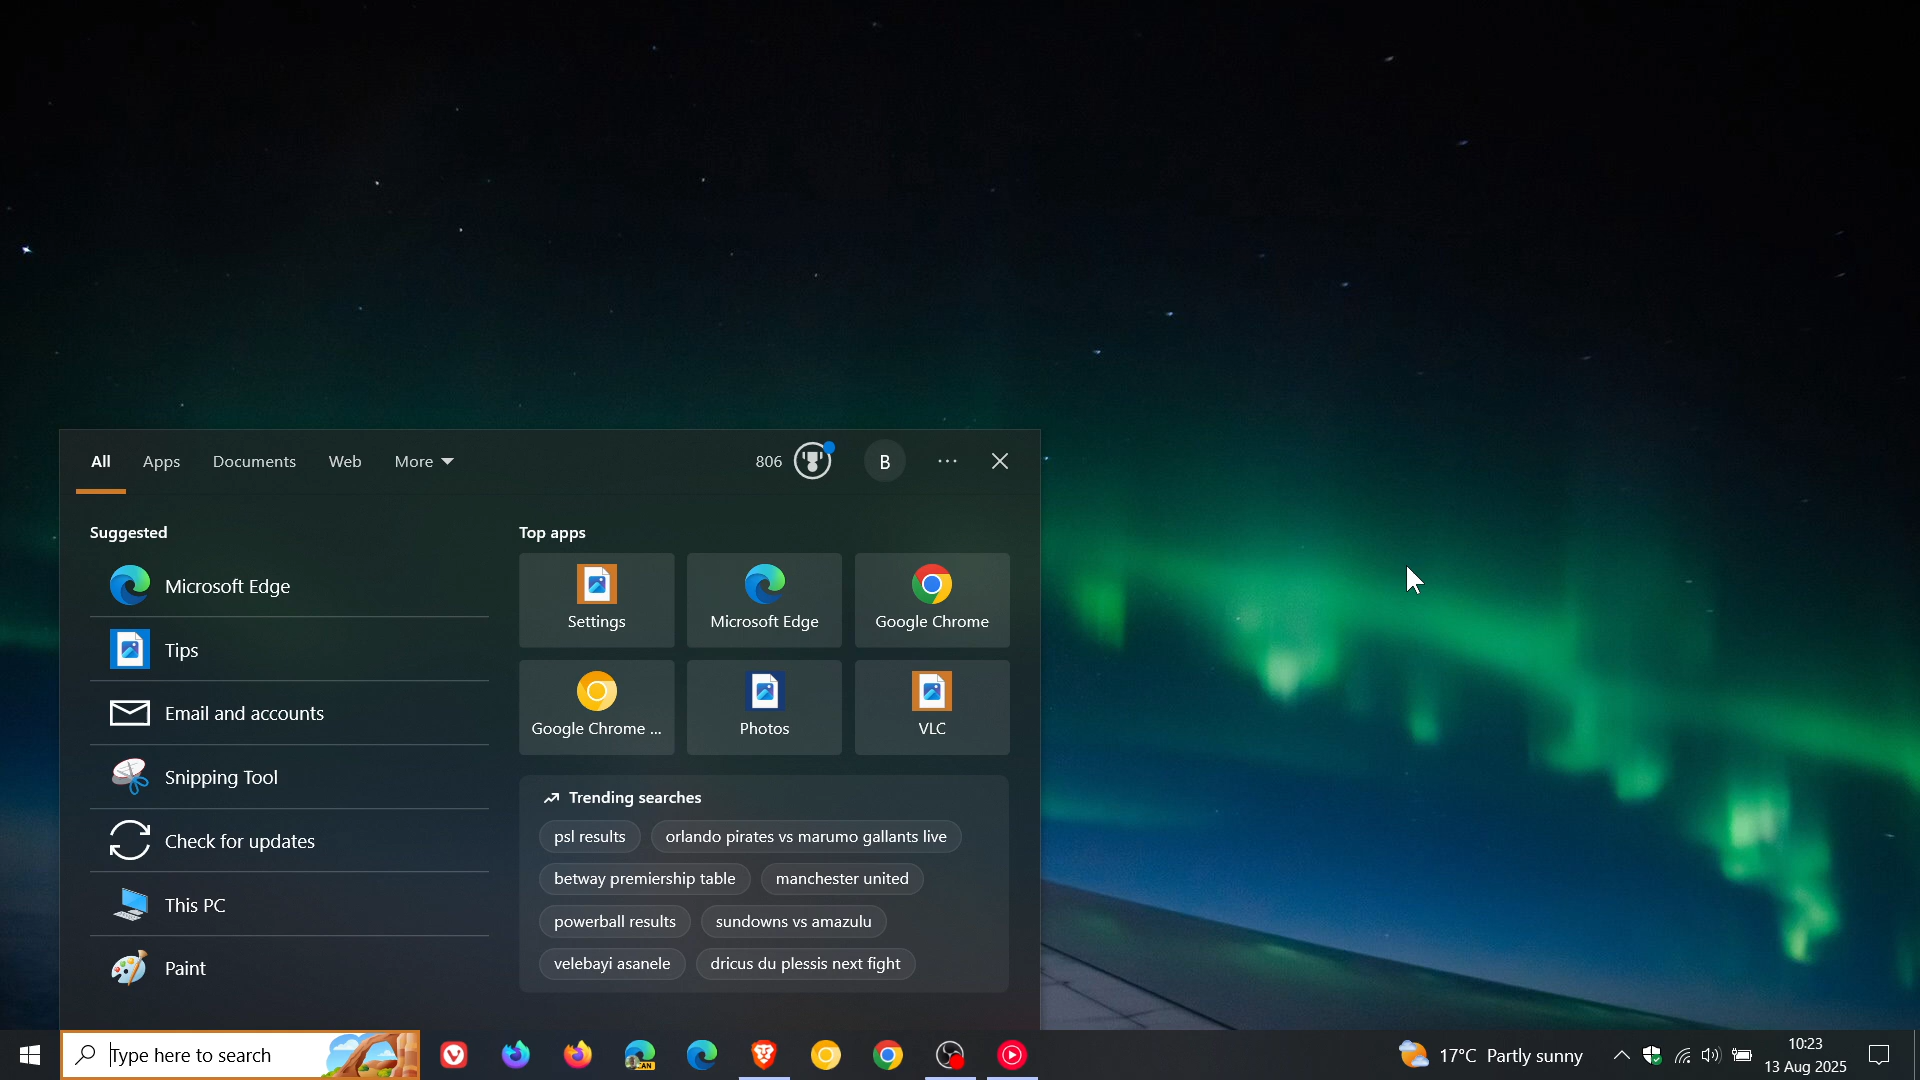 All Apps Documents Web More 806 B ...
Suggested
Microsoft Edge
Tips
Email and accounts
Snipping Tool
Check for updates
This PC
Paint
Top apps
Settings Microsoft Edge Google Chrome
Google Chrome ... Photos VLC
Trending searches
psl results orlando pirates vs marumo gallants live
betway premiership table manchester united
powerball results sundowns vs amazulu
velebayi asanele dricus du plessis next fight
Type here to search
CAN
17°C Partly sunny
10:23
13 Aug 2025